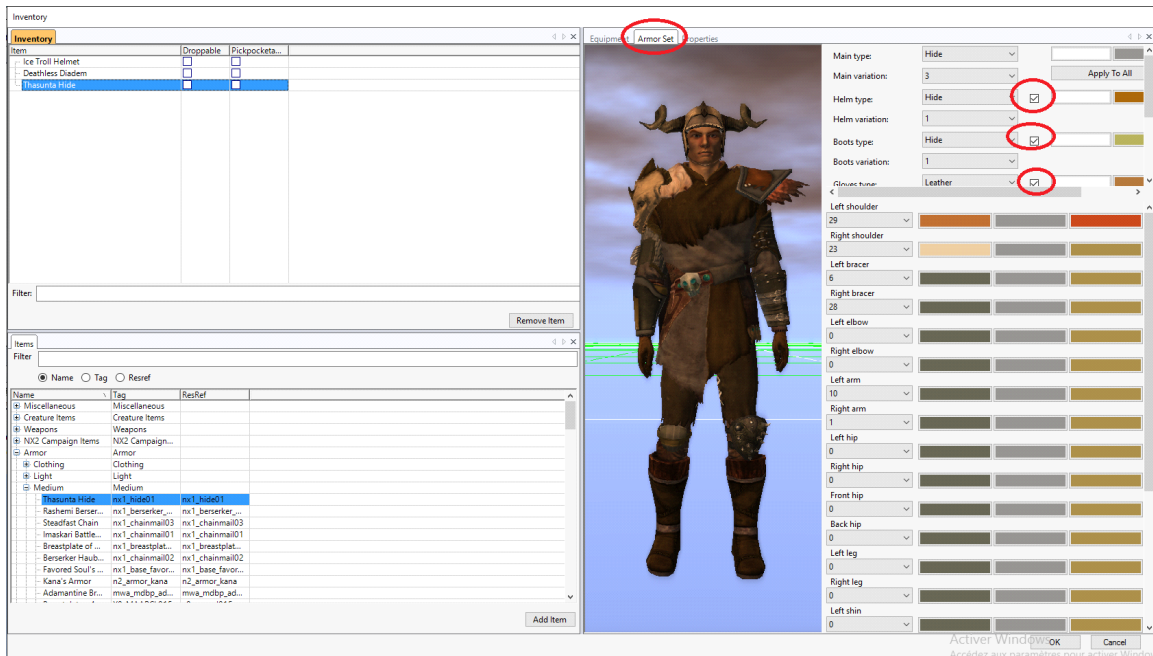 Inventory
Inventory
Item Droppable Pickpocketa...
Ice Troll Helmet
Deathless Diadem
Thasunta Hide
Filter:
Remove Item
Items
Filter
Name Tag Resref
Name Tag ResRef
Miscellaneous Miscellaneous
Creature Items Creature Items
Weapons Weapons
NX2 Campaign Items NX2 Campaign...
Armor Armor
Clothing Clothing
Light Light
Medium Medium
Thasunta Hide nx1_hide01 nx1_hide01
Rashemi Berser... nx1_berserker_... nx1_berserker_...
Steadfast Chain nx1_chainmail03 nx1_chainmail03
Imaskari Battle... nx1_chainmail01 nx1_chainmail01
Breastplate of ... nx1_breastplat... nx1_breastplat...
Berserker Haub... nx1_chainmail02 nx1_chainmail02
Favored Soul's ... nx1_base_favor... nx1_base_favor...
Kana's Armor n2_armor_kana n2_armor_kana
Adamantine Br... mwa_mdbp_ad... mwa_mdbp_ad...
Add Item
Equipment Armor Set Properties
Main type: Hide
Main variation: 3 Apply To All
Helm type: Hide
Helm variation: 1
Boots type: Hide
Boots variation: 1
Gloves type: Leather
Left shoulder
29
Right shoulder
23
Left bracer
6
Right bracer
28
Left elbow
0
Right elbow
0
Left arm
10
Right arm
1
Left hip
0
Right hip
0
Front hip
0
Back hip
0
Left leg
0
Right leg
0
Left shin
0
Activer Windows
Accédez aux paramètres pour activer Windows
OK Cancel